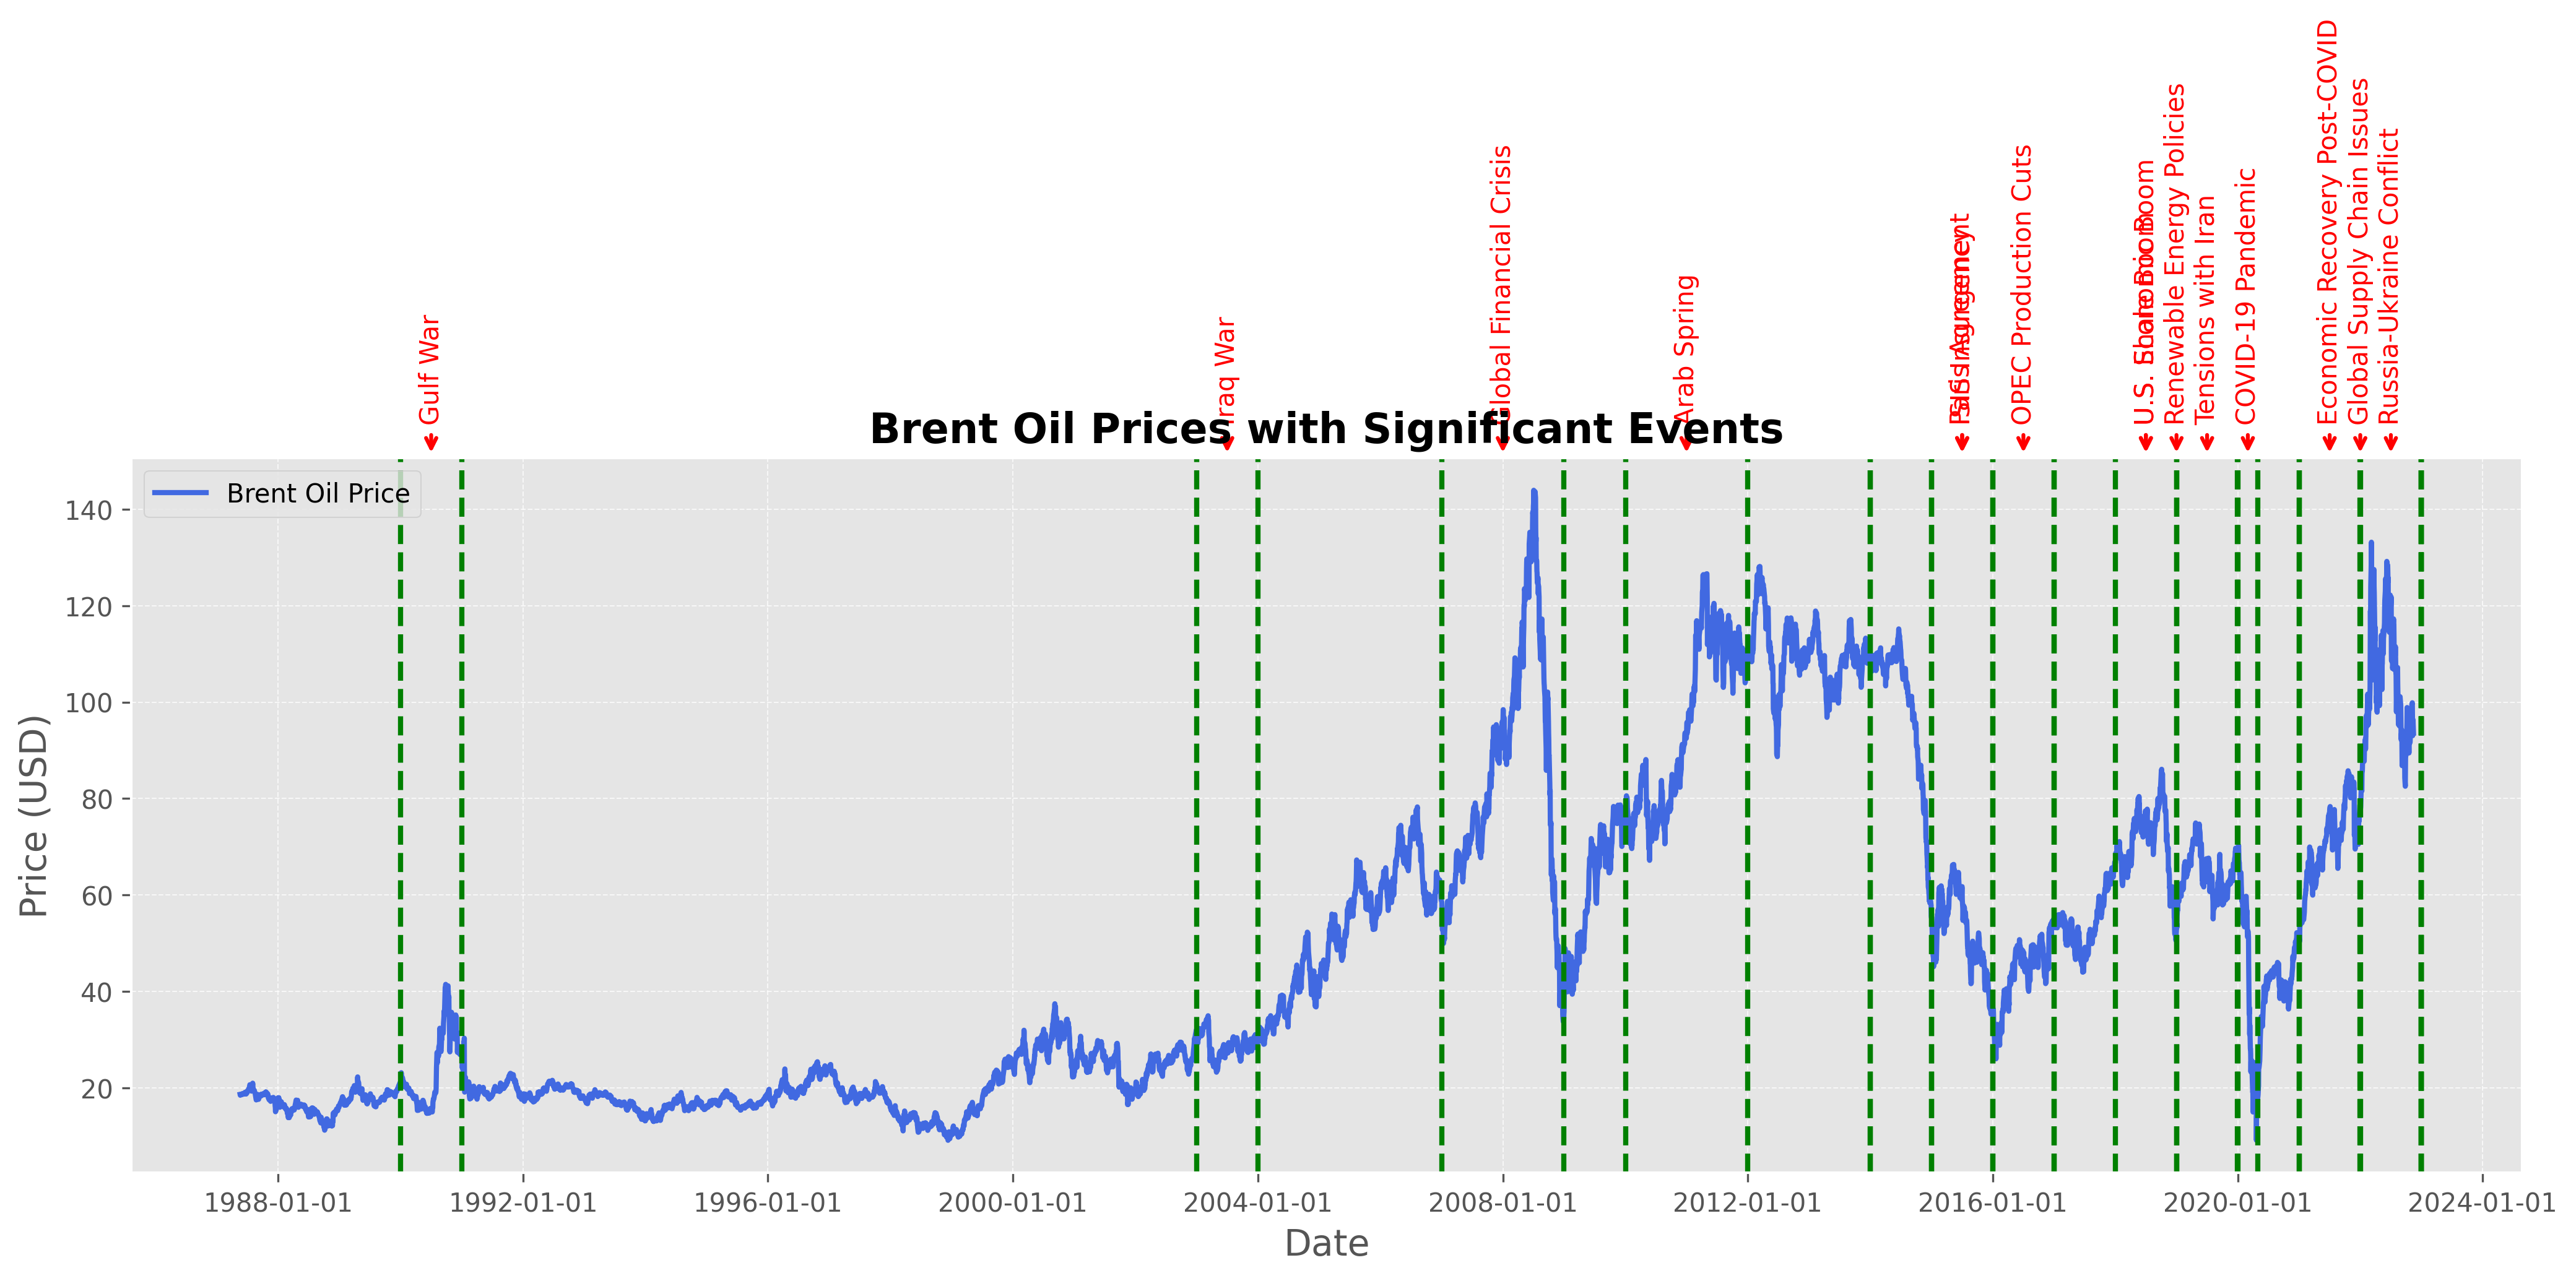 Gulf War
Iraq War
Global Financial Crisis
Arab Spring
OPEC Production Cuts
U.S.
Boom
Renewable Energy Policies
Tensions with Iran
COVID-19 Pandemic
Economic Recovery Post-COVID
Global Supply Chain Issues
Russia-Ukraine Conflict
Brent Oil Prices with Significant Events
Brent Oil Price
Price (USD)
140
120
100
80
60
40
20
1988-01-01
1992-01-01
1996-01-01
2000-01-01
2004-01-01
2008-01-01
2012-01-01
2016-01-01
2020-01-01
2024-01-01
Date